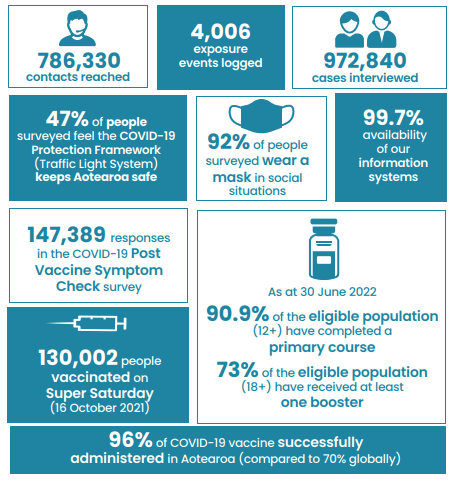 786,330
contacts reached
4,006
exposure
events logged
972,840
cases interviewed
47% of people
surveyed feel the COVID-19
Protection Framework
(Traffic Light System)
keeps Aotearoa safe
92% of people
surveyed wear a
mask in social
situations
99.7%
availability
of our
information
systems
147,389 responses
in the COVID-19 Post
Vaccine Symptom
Check survey
130,002 people
vaccinated on
Super Saturday
(16 October 2021)
As at 30 June 2022
90.9% of the eligible population
(12+) have completed a
primary course
73% of the eligible population
(18+) have received at least
one booster
96% of COVID-19 vaccine successfully
administered in Aotearoa (compared to 70% globally)